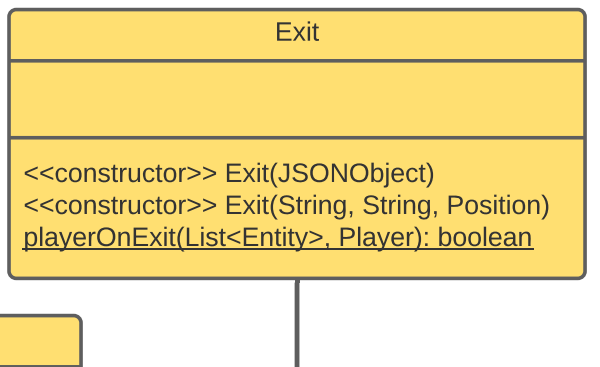 Exit
<<constructor>> Exit(JSONObject)
<<constructor>> Exit(String, String, Position)
playerOnExit(List<Entity>, Player): boolean